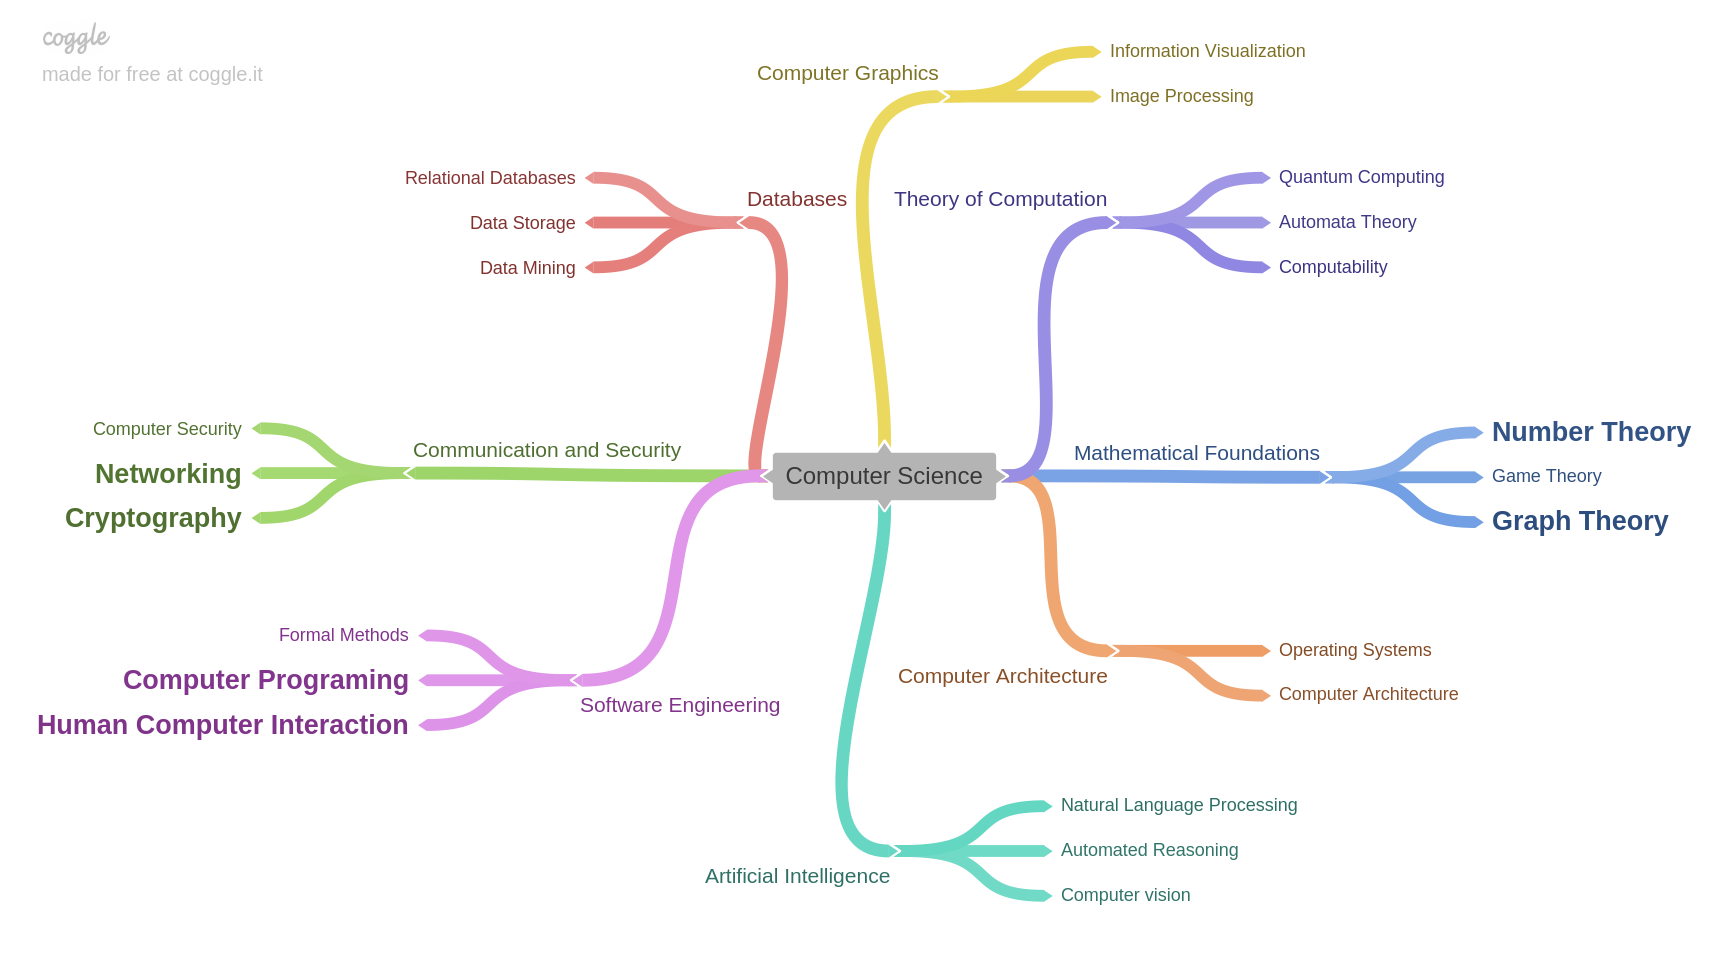 coggle
made for free at coggle.it
Computer Science
Computer Graphics
Information Visualization
Image Processing
Theory of Computation
Quantum Computing
Automata Theory
Computability
Mathematical Foundations
Number Theory
Game Theory
Graph Theory
Computer Architecture
Operating Systems
Computer Architecture
Artificial Intelligence
Natural Language Processing
Automated Reasoning
Computer vision
Software Engineering
Formal Methods
Computer Programing
Human Computer Interaction
Communication and Security
Computer Security
Networking
Cryptography
Databases
Relational Databases
Data Storage
Data Mining